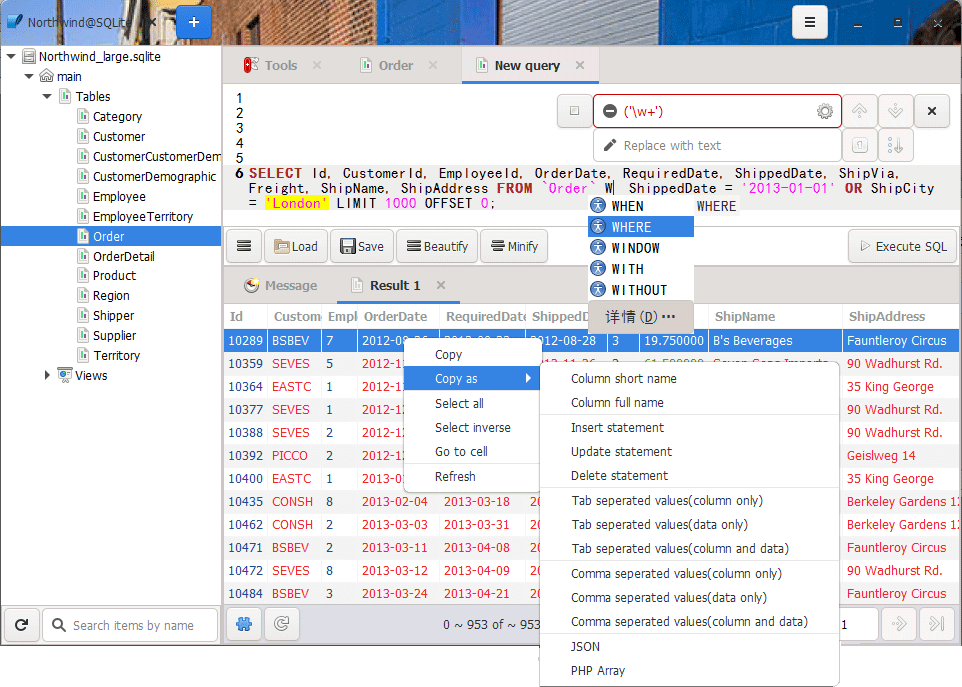 Northwind@SQLite
Northwind_large.sqlite
main
Tables
Category
Customer
CustomerCustomerDem
CustomerDemographic
Employee
EmployeeTerritory
Order
OrderDetail
Product
Region
Shipper
Supplier
Territory
Views
Search items by name
Tools
Order
New query
1
2
3
4
5
6 SELECT Id, CustomerId, EmployeeId, OrderDate, RequiredDate, ShippedDate, ShipVia,
Freight, ShipName, ShipAddress FROM `Order` W ShippedDate = '2013-01-01' OR ShipCity
= 'London' LIMIT 1000 OFFSET 0;
('\w+')
Replace with text
WHEN WHERE
WHERE
WINDOW
WITH
WITHOUT
详情(D)···
Load
Save
Beautify
Minify
Execute SQL
Message
Result 1
Id Custome Empl OrderDate RequiredDate ShippedD ShipName ShipAddress
10289 BSBEV 7 2012-08-28 3 19.750000 B's Beverages Fauntleroy Circus
10359 SEVES 5 2012-1 90 Wadhurst Rd.
10364 EASTC 1 2012-1 35 King George
10377 SEVES 1 2012-1 90 Wadhurst Rd.
10388 SEVES 2 2012-1 90 Wadhurst Rd.
10392 PICCO 2 2012-1 Geislweg 14
10400 EASTC 1 2013-0 35 King George
10435 CONSH 8 2013-02-04 2013-03-18 Berkeley Gardens 12
10462 CONSH 2 2013-03-03 2013-03-31 Berkeley Gardens 12
10471 BSBEV 2 2013-03-11 2013-04-08 Fauntleroy Circus
10472 SEVES 8 2013-03-12 2013-04-09 90 Wadhurst Rd.
10484 BSBEV 3 2013-03-24 2013-04-21 Fauntleroy Circus
Copy
Copy as
Select all
Select inverse
Go to cell
Refresh
Column short name
Column full name
Insert statement
Update statement
Delete statement
Tab seperated values(column only)
Tab seperated values(data only)
Tab seperated values(column and data)
Comma seperated values(column only)
Comma seperated values(data only)
Comma seperated values(column and data)
JSON
PHP Array
0 ~ 953 of ~ 953
1